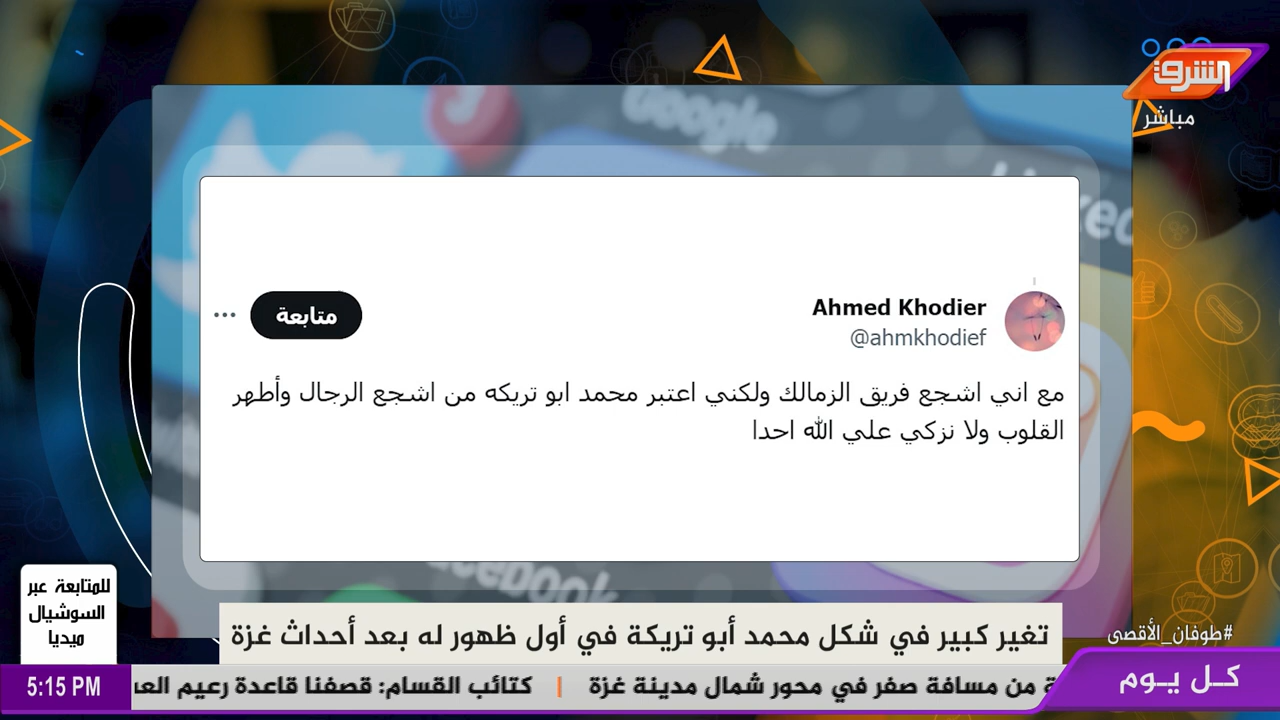 Google
الشرق
مباشر
Ahmed Khodier
@ahmkhodief
متابعة
مع اني اشجع فريق الزمالك ولكني اعتبر محمد ابو تريكه من اشجع الرجال وأطهر
القلوب ولا نزكي علي الله احدا
facebook
للمتابعة عبر
السوشيال
ميديا
تغير كبير في شكل محمد أبو تريكة في أول ظهور له بعد أحداث غزة
#طوفان_الأقصى
كل يوم
من مسافة صفر في محور شمال مدينة غزة | كتائب القسام: قصفنا قاعدة رعيم
5:15 PM